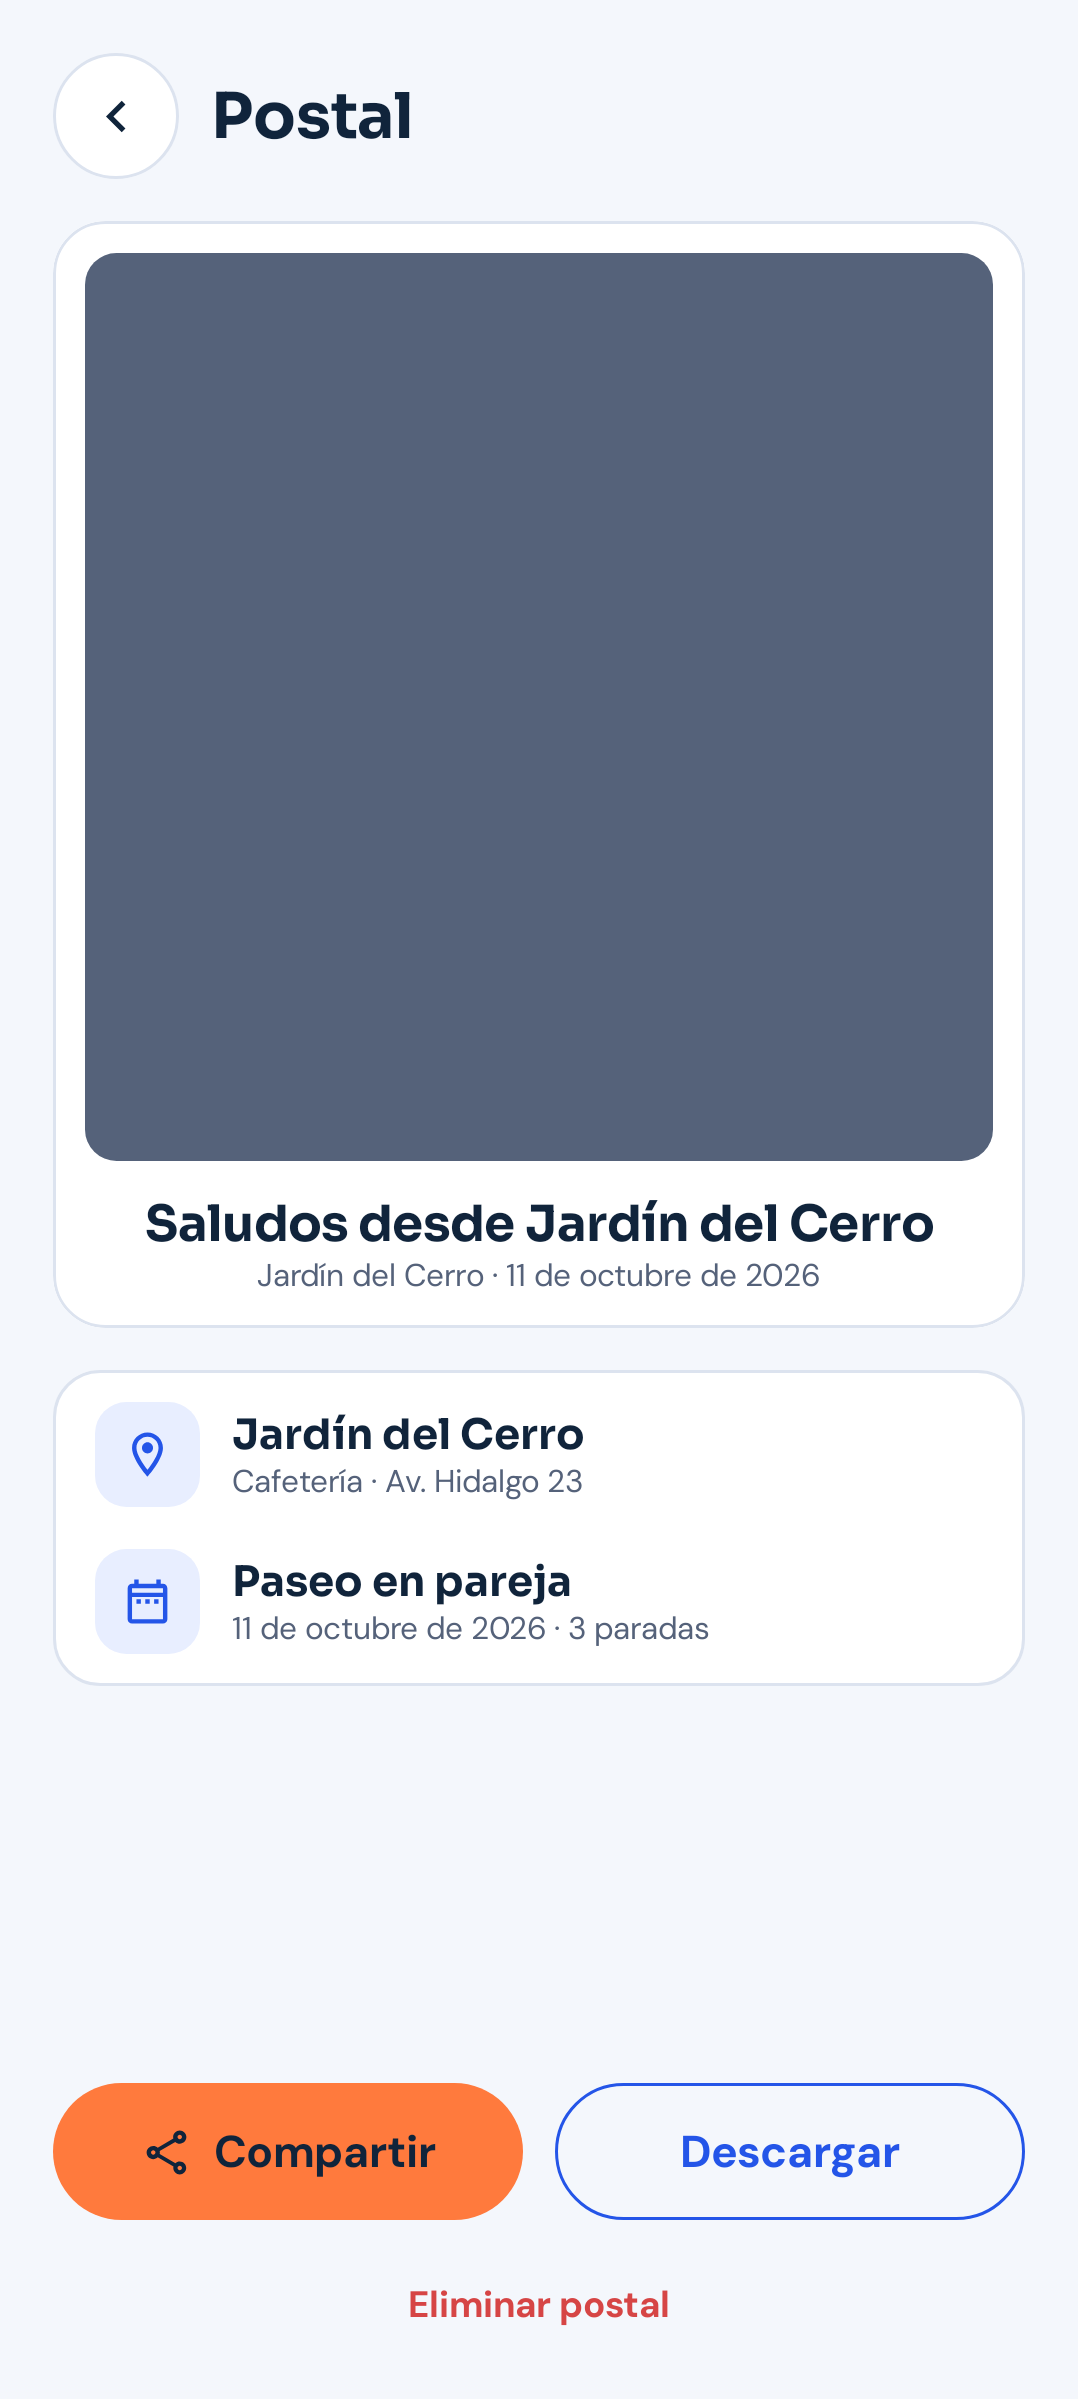 Postal
Saludos desde Jardín del Cerro
Jardín del Cerro · 11 de octubre de 2026
Jardín del Cerro
Cafetería · Av. Hidalgo 23
Paseo en pareja
11 de octubre de 2026 · 3 paradas
Compartir
Descargar
Eliminar postal